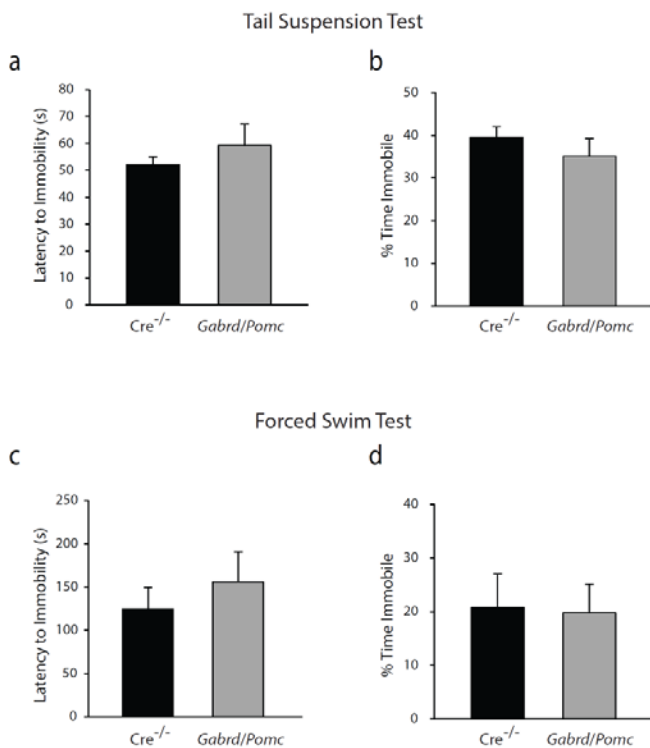 Tail Suspension Test
a
b
Latency to Immobility (s)
80
70
60
50
40
30
20
10
0
Cre-/-
Gabrd/Pomc
% Time Immobile
50
40
30
20
10
0
Cre-/-
Gabrd/Pomc
Forced Swim Test
c
d
Latency to Immobility (s)
250
200
150
100
50
0
Cre-/-
Gabrd/Pomc
% Time Immobile
40
30
20
10
0
Cre-/-
Gabrd/Pomc